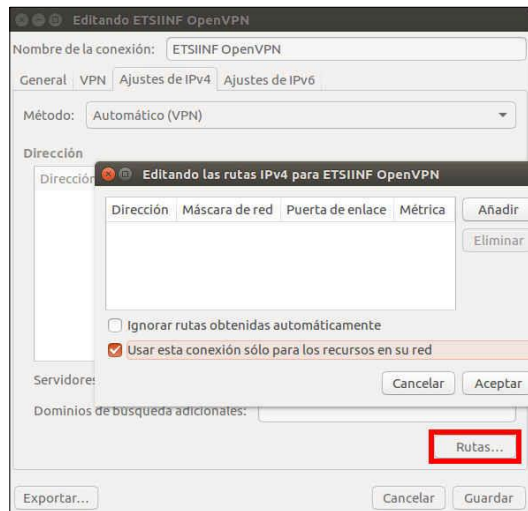 Editando ETSIINF OpenVPN
Nombre de la conexión: ETSIINF OpenVPN
General VPN Ajustes de IPv4 Ajustes de IPv6
Método: Automático (VPN)
Dirección
Dirección
Editando las rutas IPv4 para ETSIINF OpenVPN
Dirección Máscara de red Puerta de enlace Métrica Añadir
Eliminar
Ignorar rutas obtenidas automáticamente
Usar esta conexión sólo para los recursos en su red
Servidores Cancelar Aceptar
Dominios de búsqueda adicionales:
Rutas...
Exportar... Cancelar Guardar